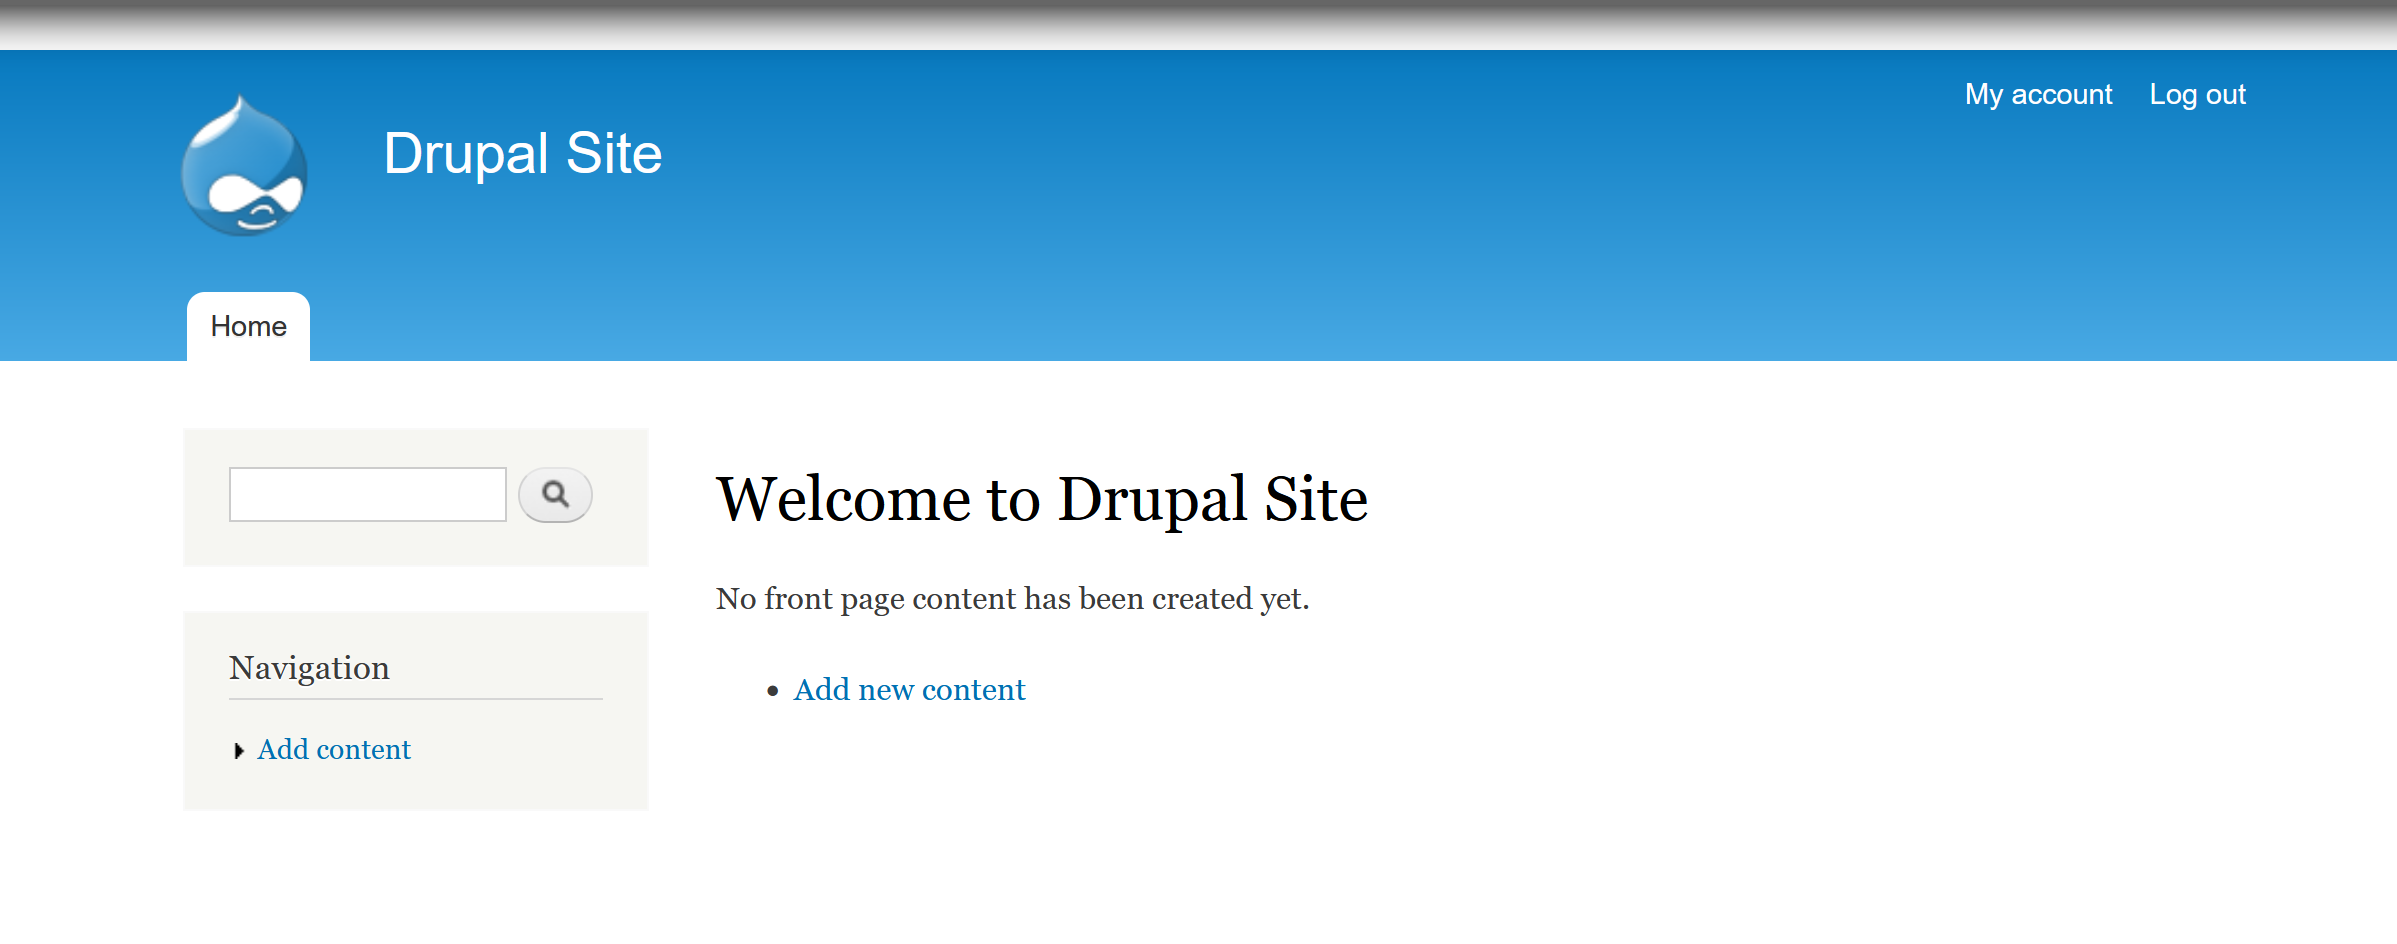 My account Log out
Drupal Site
Home
Welcome to Drupal Site
No front page content has been created yet.
Add new content
Navigation
Add content